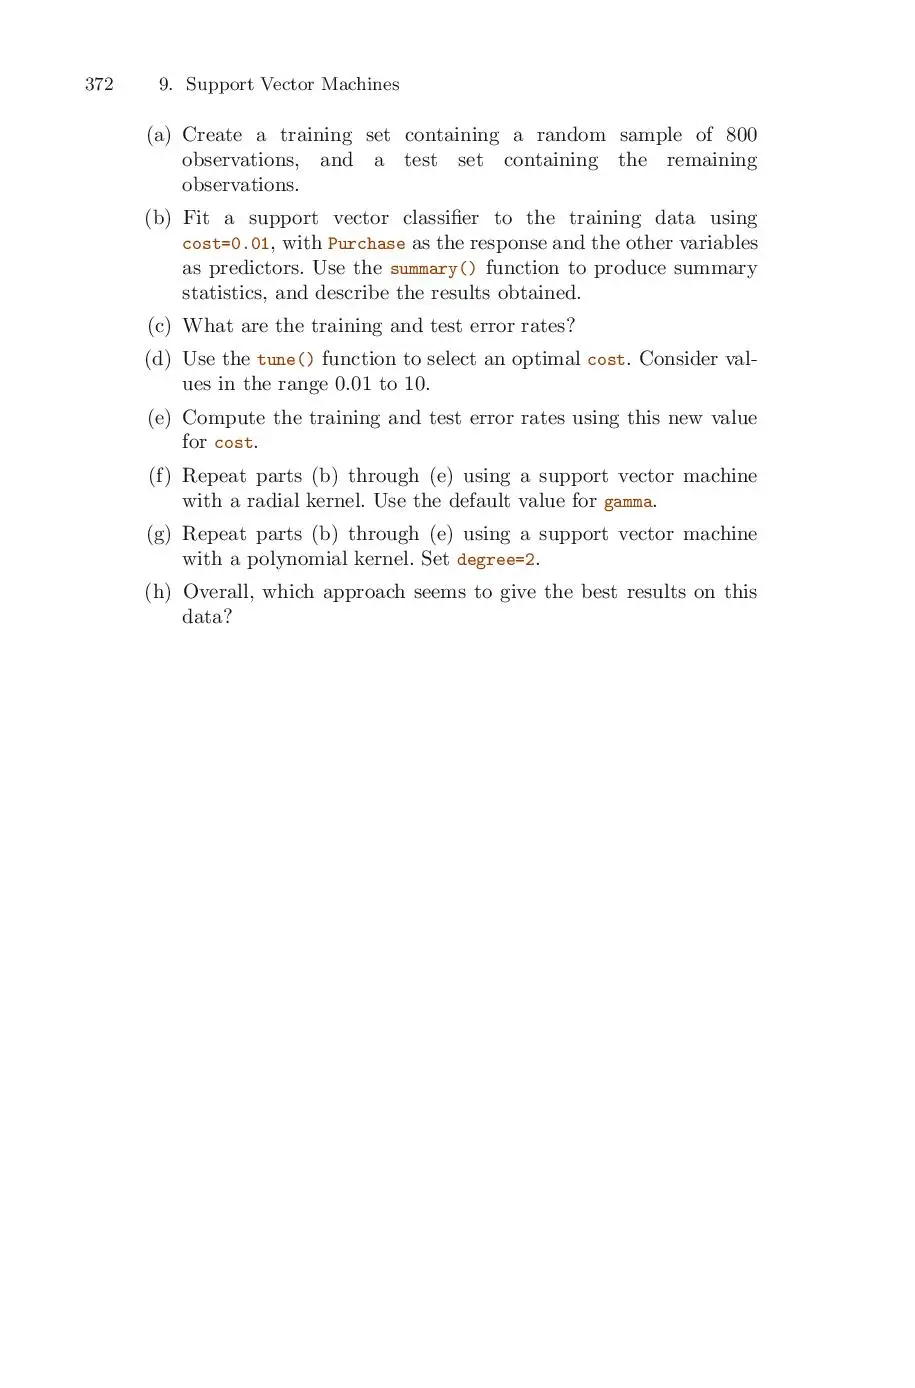 372 9. Support Vector Machines
(a) Create a training set containing a random sample of 800
observations, and a test set containing the remaining
observations.
(b) Fit a support vector classifier to the training data using
cost=0.01, with Purchase as the response and the other variables
as predictors. Use the summary() function to produce summary
statistics, and describe the results obtained.
(c) What are the training and test error rates?
(d) Use the tune() function to select an optimal cost. Consider val-
ues in the range 0.01 to 10.
(e) Compute the training and test error rates using this new value
for cost.
(f) Repeat parts (b) through (e) using a support vector machine
with a radial kernel. Use the default value for gamma.
(g) Repeat parts (b) through (e) using a support vector machine
with a polynomial kernel. Set degree=2.
(h) Overall, which approach seems to give the best results on this
data?